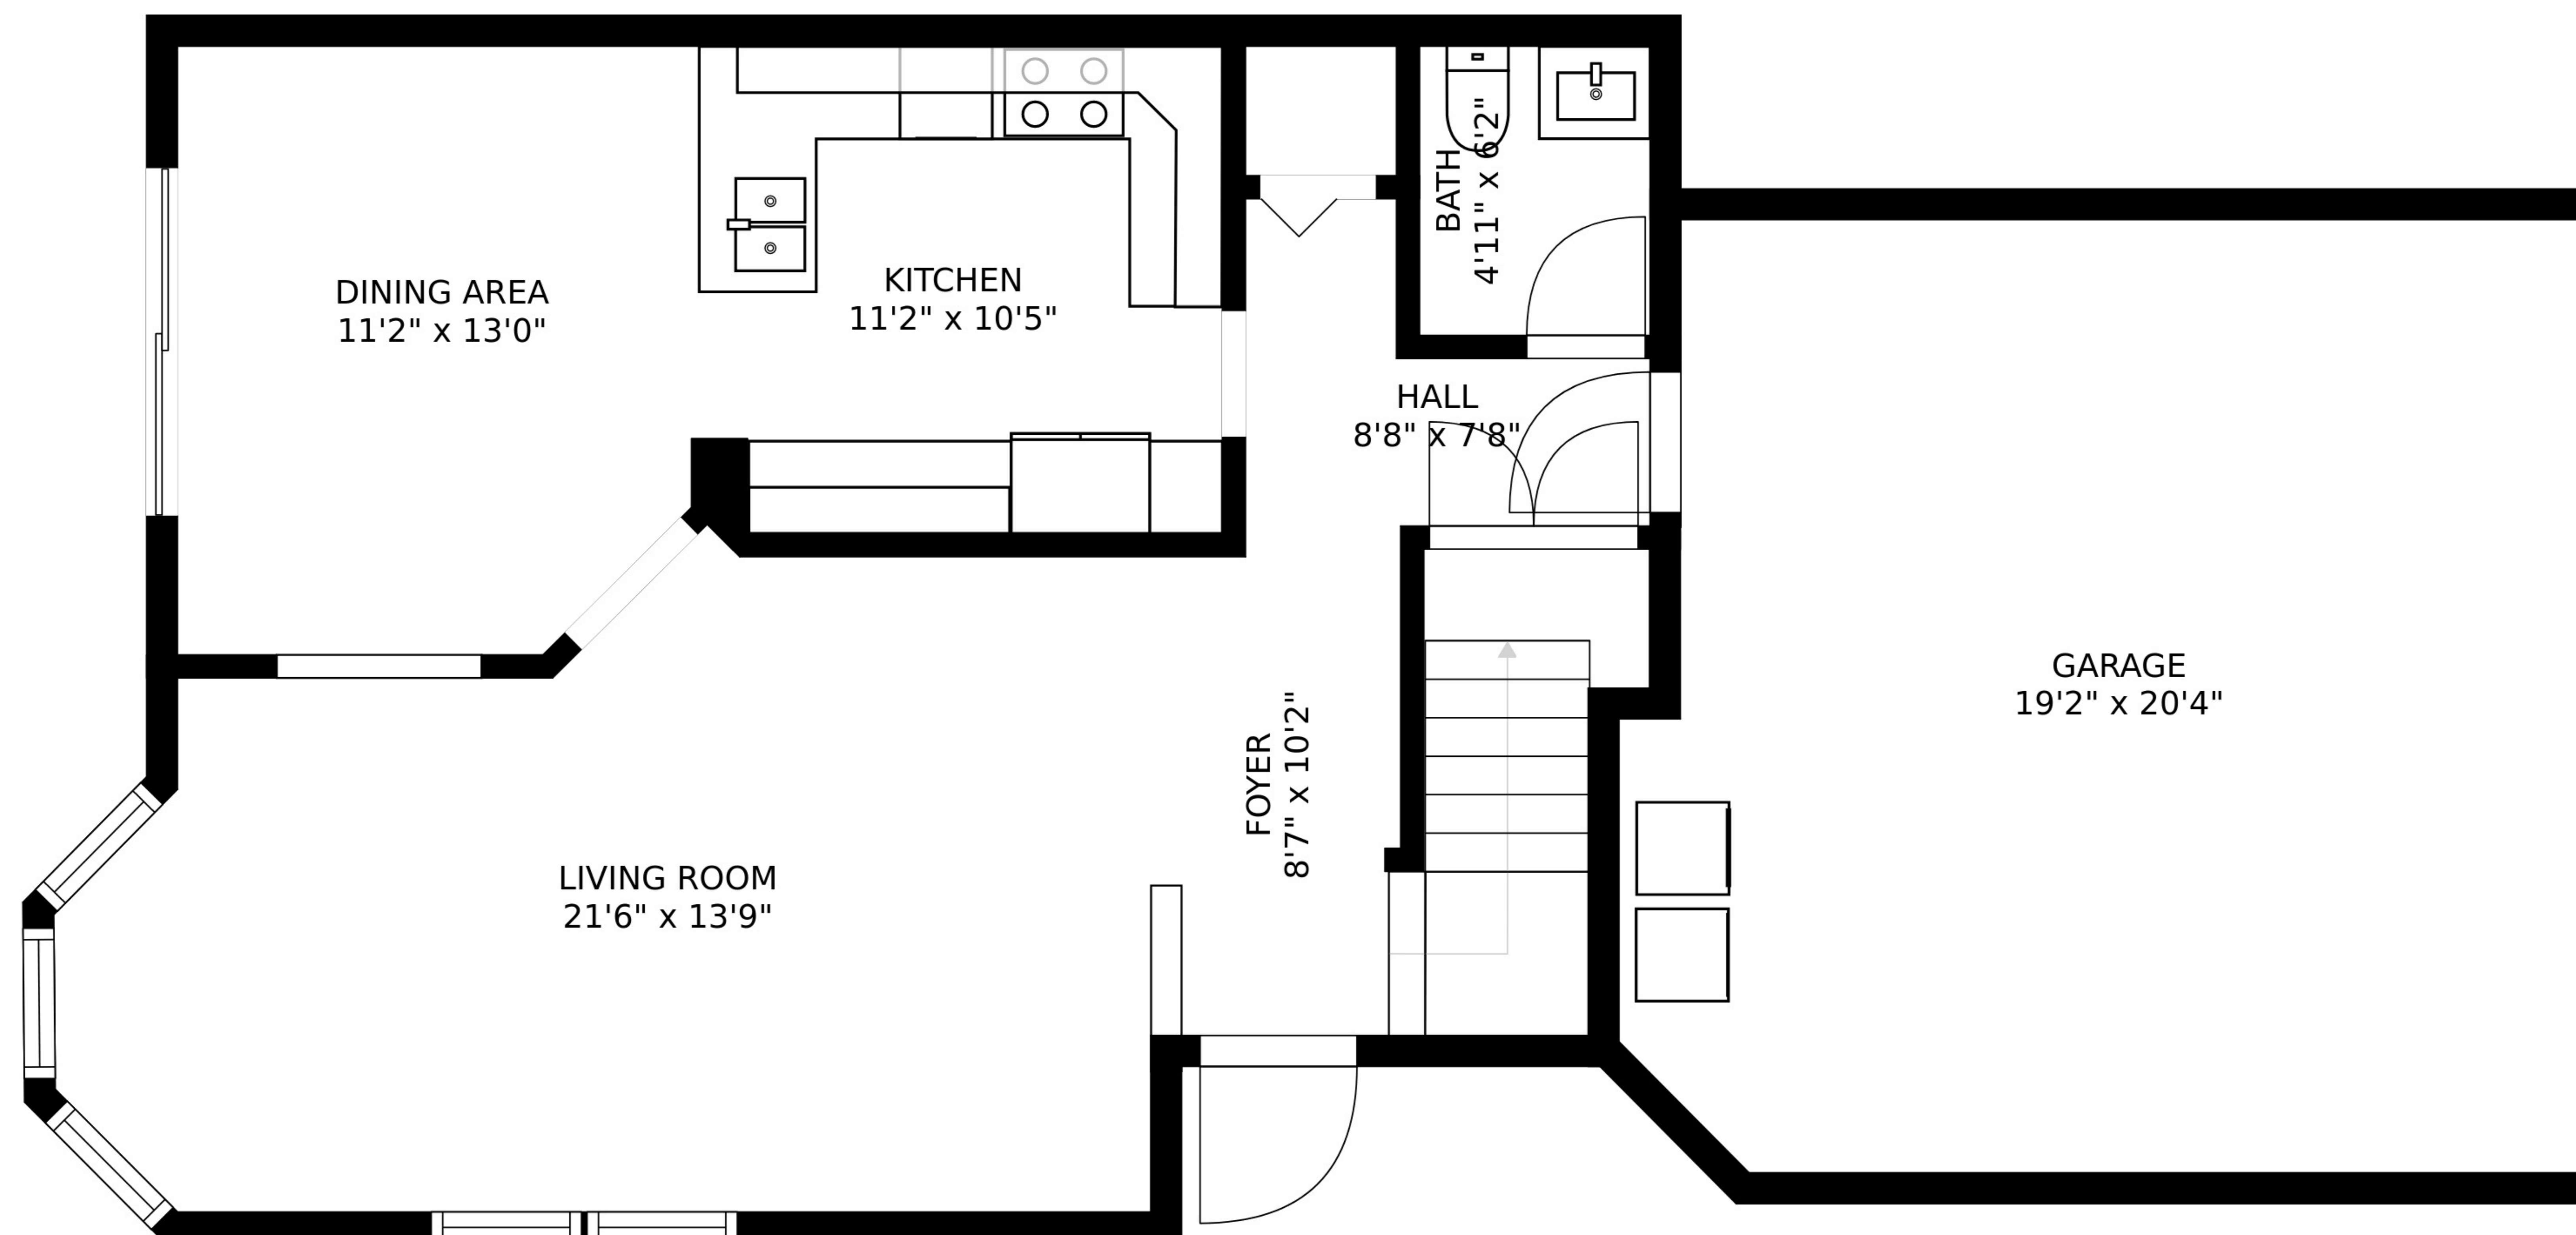 DINING AREA
11'2" x 13'0"
KITCHEN
11'2" x 10'5"
BATH
4'11" x 6'2"
HALL
8'8" x 7'8"
GARAGE
19'2" x 20'4"
FOYER
8'7" x 10'2"
LIVING ROOM
21'6" x 13'9"